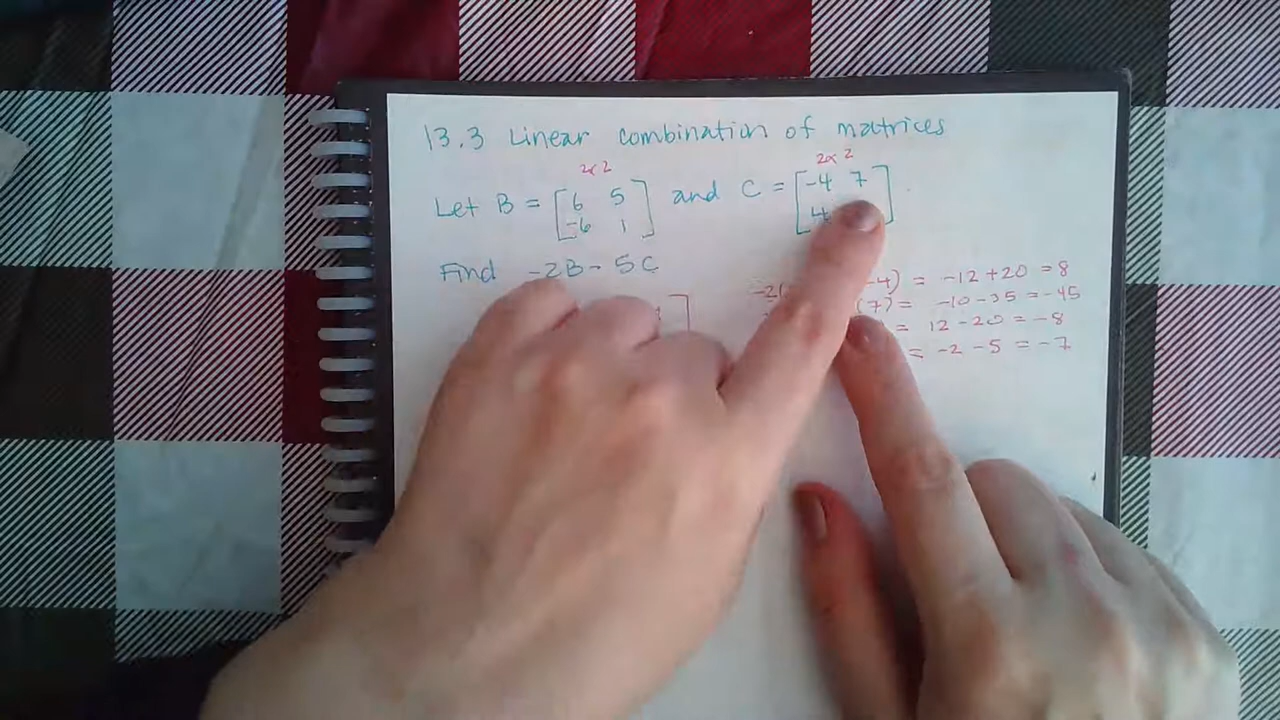 13.3 Linear combination of matrices
2x2 2x2
Let B = [6 5 and C = [-4 7
-6 1] 4 ]
Find -2B - 5C
-4) = -12 + 20 = 8
(7) = -10 - 35 = -45
= 12 - 20 = -8
= -2 - 5 = -7